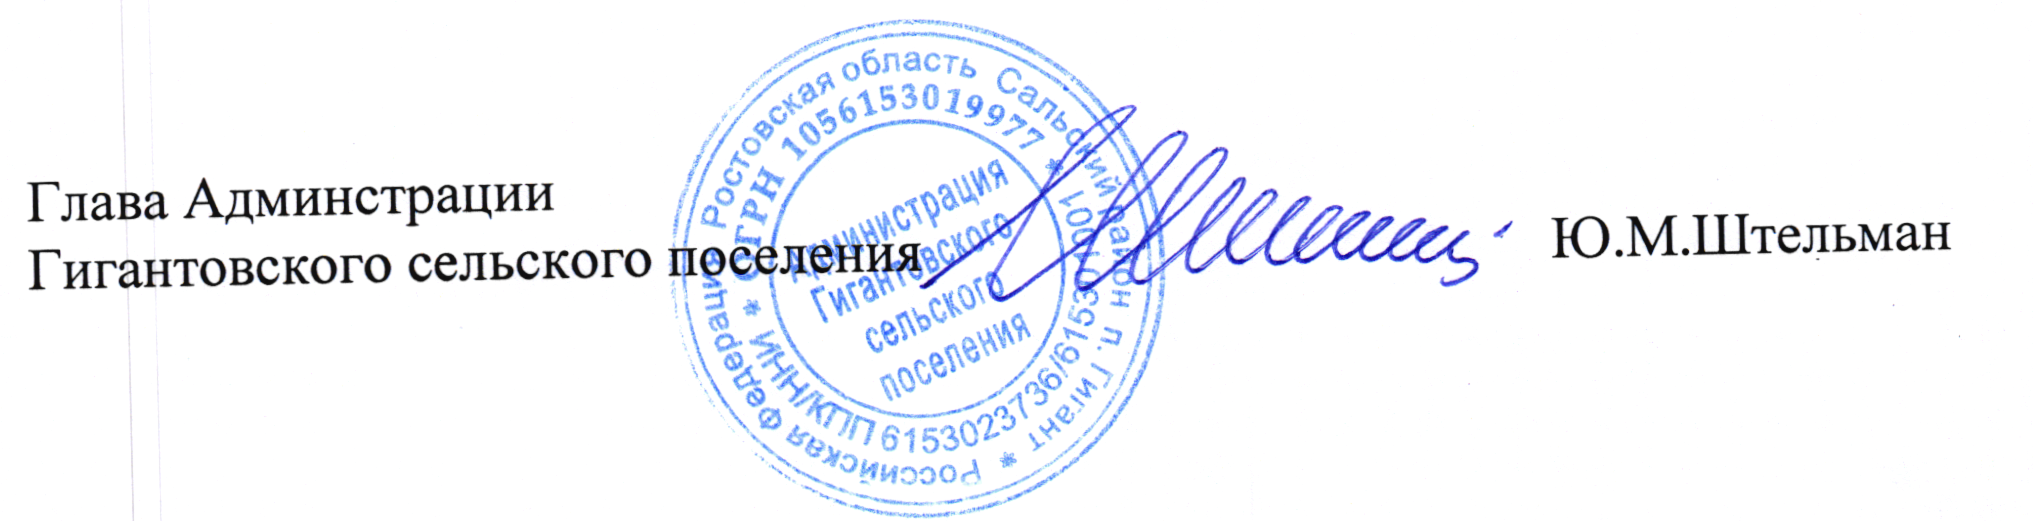 Глава Админстрации
Гигантовского сельского поселения
Ю.М.Штельман
Российская Федерация Ростовская область Сальский район п. Гигант *
* ОГРН 1056153019977 *
ИНН/КПП 6153023736/615301001
Администрация
Гигантовского
сельского
поселения